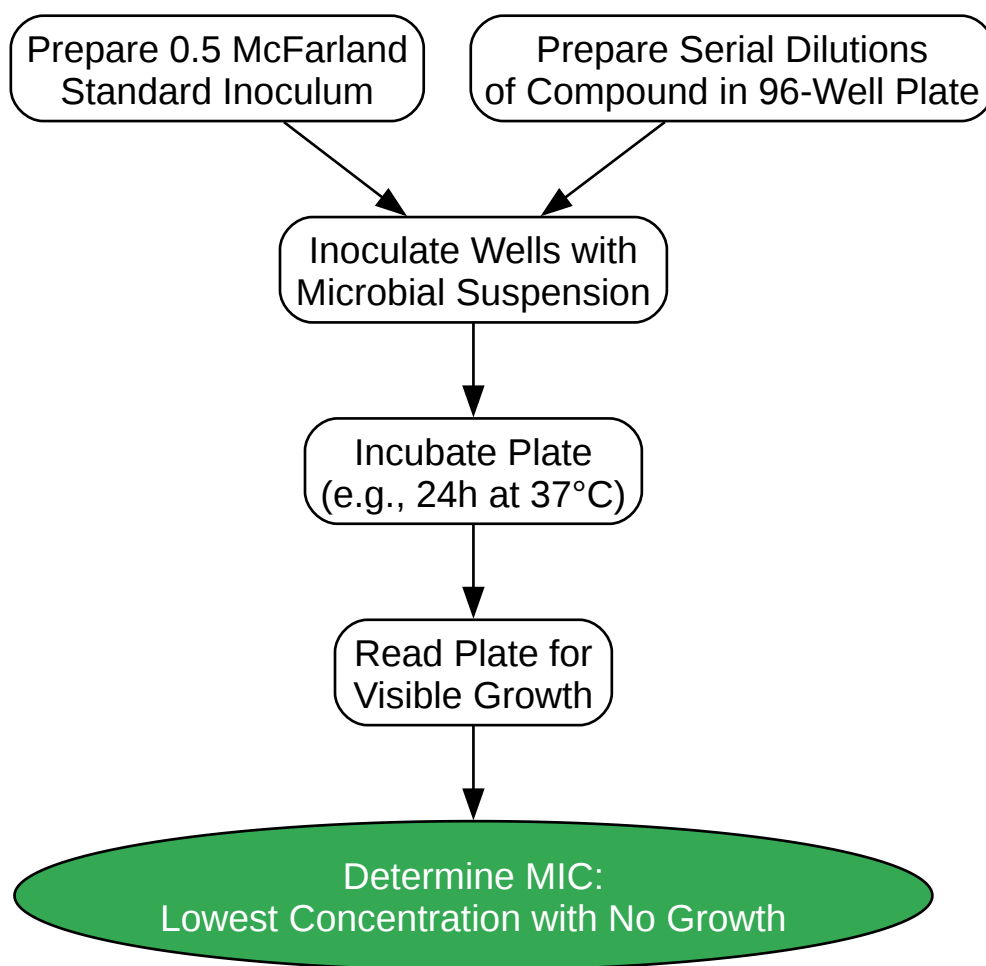 Prepare 0.5 McFarland
Standard Inoculum
Prepare Serial Dilutions
of Compound in 96-Well Plate
Inoculate Wells with
Microbial Suspension
Incubate Plate
(e.g., 24h at 37°C)
Read Plate for
Visible Growth
Determine MIC:
Lowest Concentration with No Growth